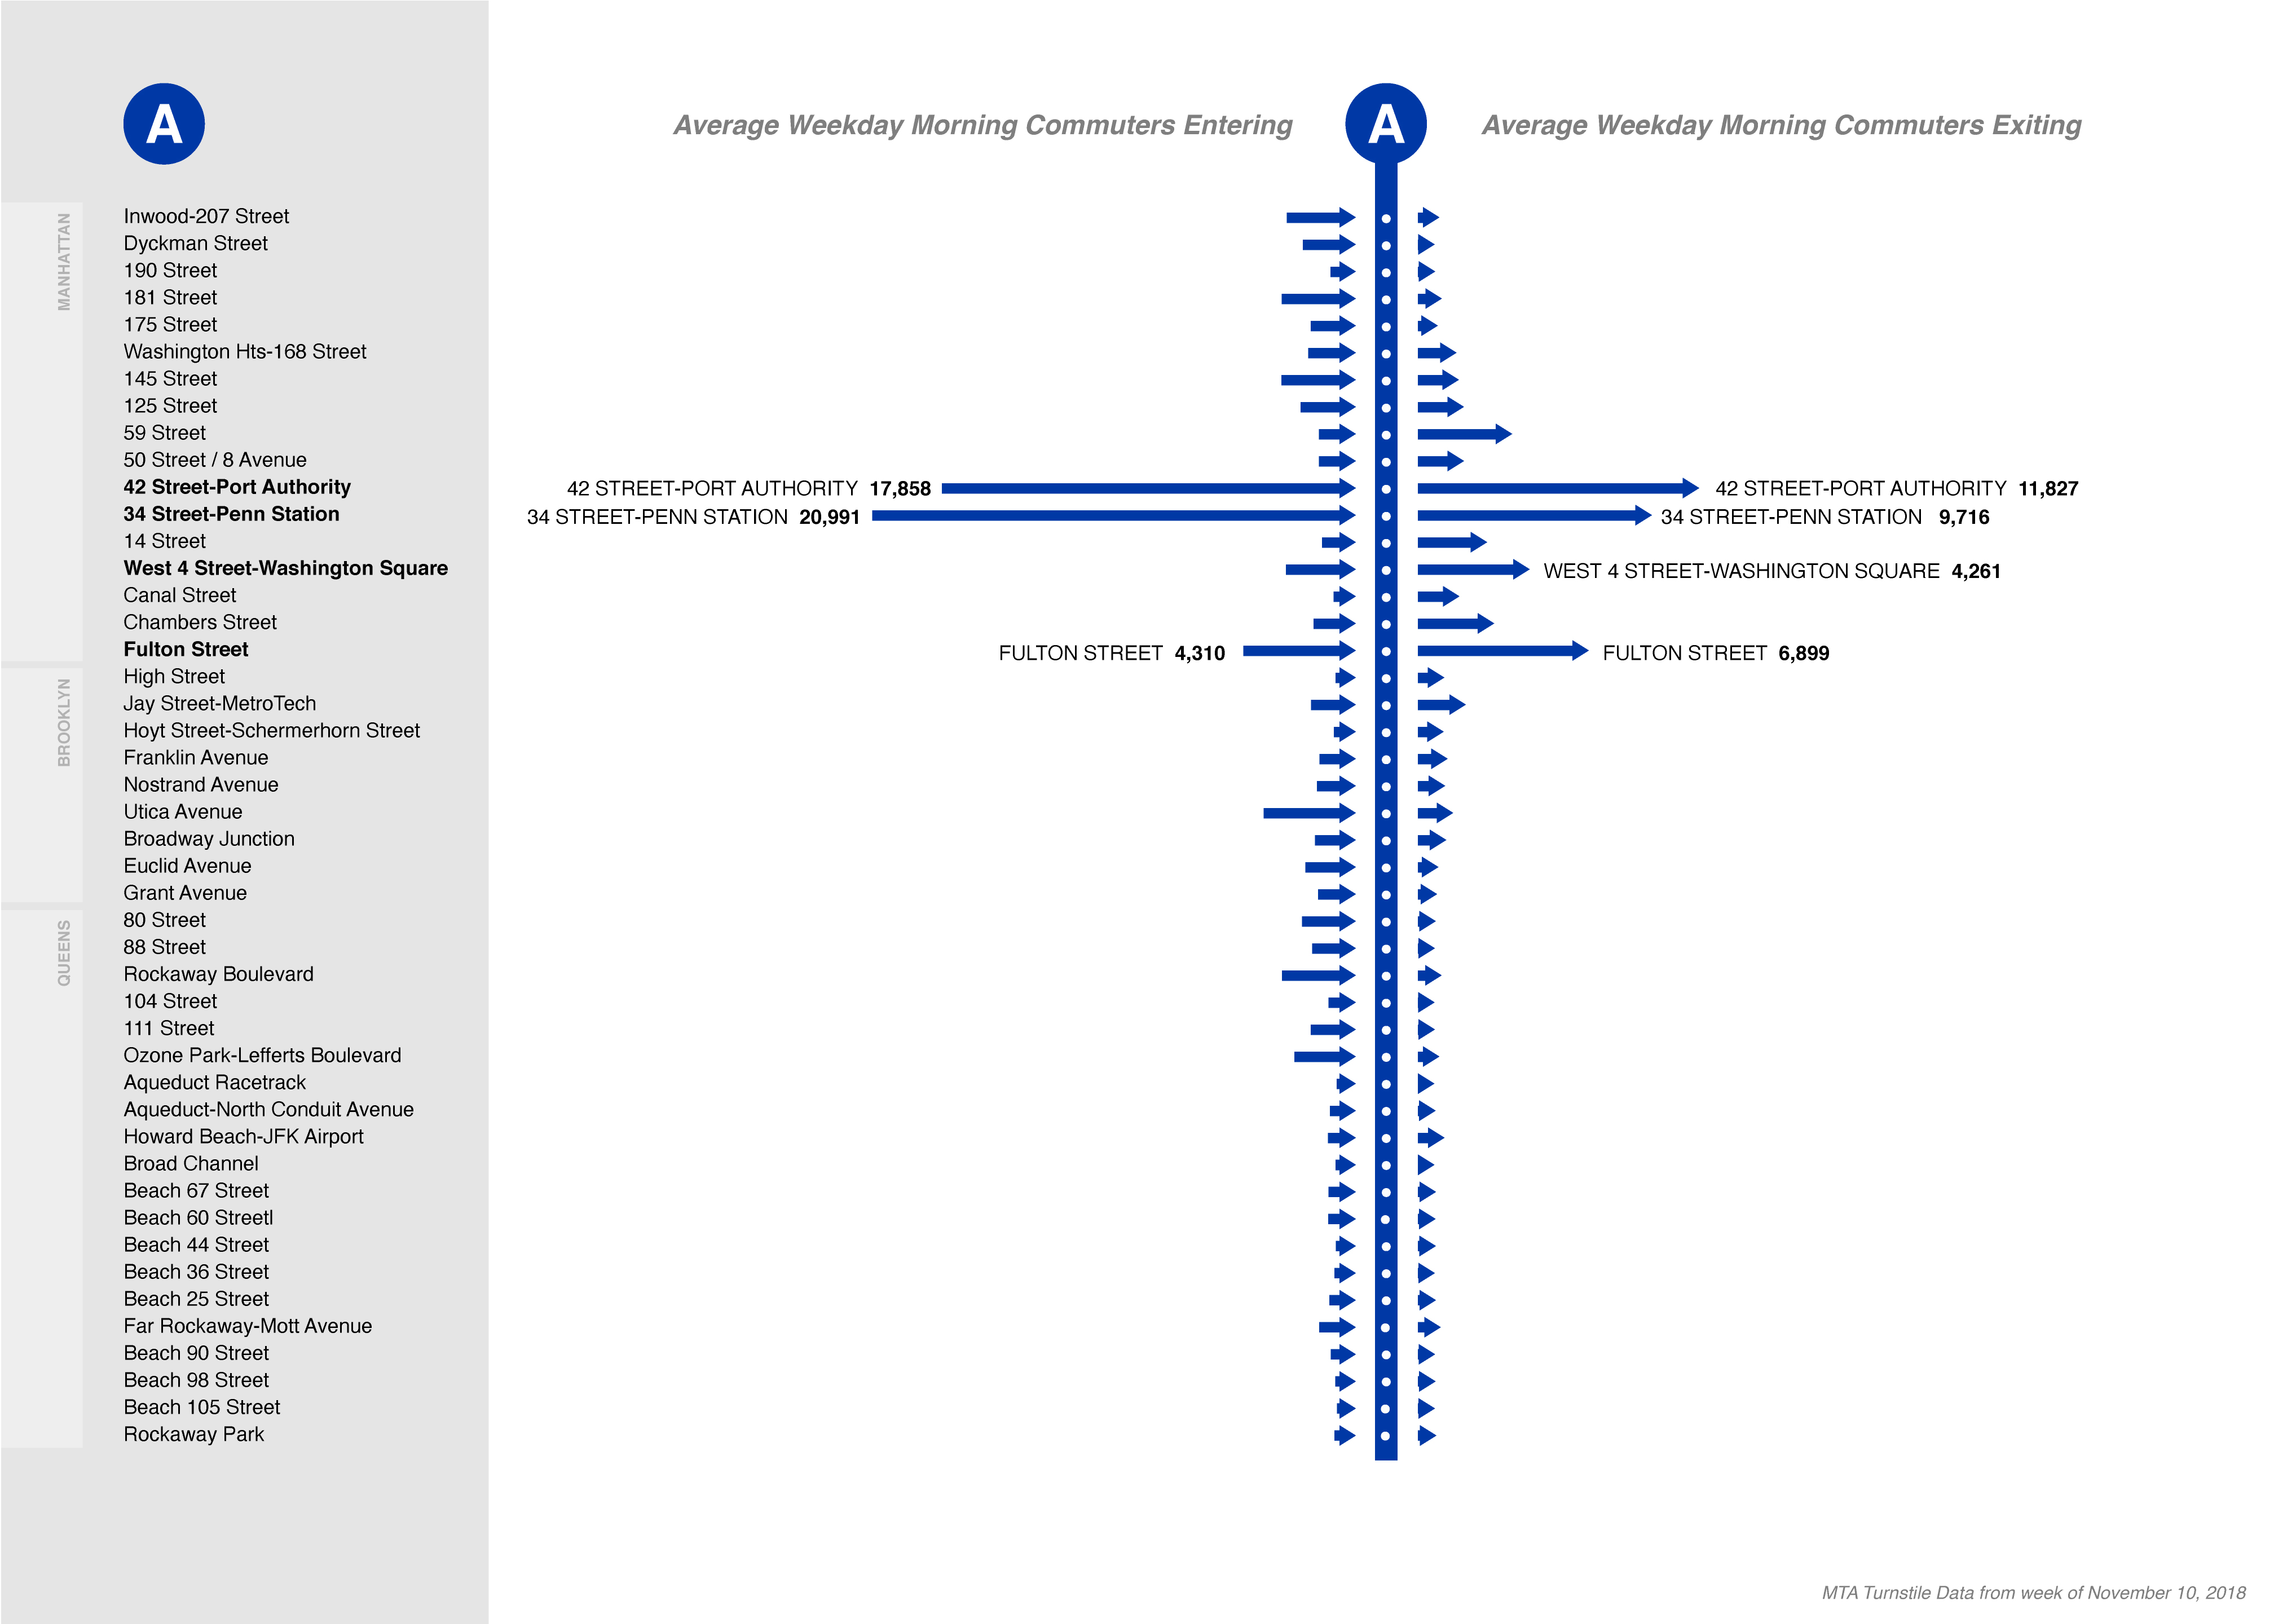 A
Average Weekday Morning Commuters Entering
A
Average Weekday Morning Commuters Exiting
MANHATTAN
Inwood-207 Street
Dyckman Street
190 Street
181 Street
175 Street
Washington Hts-168 Street
145 Street
125 Street
59 Street
50 Street / 8 Avenue
42 Street-Port Authority
42 STREET-PORT AUTHORITY 17,858
42 STREET-PORT AUTHORITY 11,827
34 Street-Penn Station
34 STREET-PENN STATION 20,991
34 STREET-PENN STATION 9,716
14 Street
West 4 Street-Washington Square
WEST 4 STREET-WASHINGTON SQUARE 4,261
Canal Street
Chambers Street
Fulton Street
FULTON STREET 4,310
FULTON STREET 6,899
BROOKLYN
High Street
Jay Street-MetroTech
Hoyt Street-Schermerhorn Street
Franklin Avenue
Nostrand Avenue
Utica Avenue
Broadway Junction
Euclid Avenue
Grant Avenue
QUEENS
80 Street
88 Street
Rockaway Boulevard
104 Street
111 Street
Ozone Park-Lefferts Boulevard
Aqueduct Racetrack
Aqueduct-North Conduit Avenue
Howard Beach-JFK Airport
Broad Channel
Beach 67 Street
Beach 60 Streetl
Beach 44 Street
Beach 36 Street
Beach 25 Street
Far Rockaway-Mott Avenue
Beach 90 Street
Beach 98 Street
Beach 105 Street
Rockaway Park
MTA Turnstile Data from week of November 10, 2018